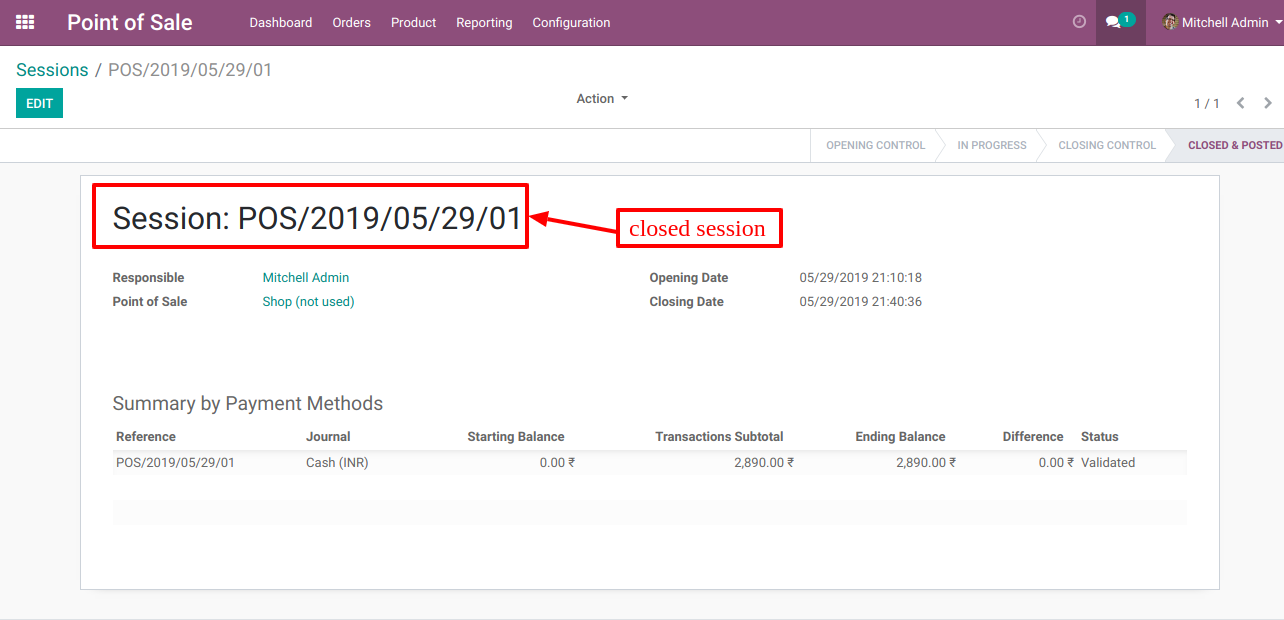 Point of Sale Dashboard Orders Product Reporting Configuration 1 Mitchell Admin
Sessions / POS/2019/05/29/01
EDIT Action 1 / 1
OPENING CONTROL IN PROGRESS CLOSING CONTROL CLOSED & POSTED
Session: POS/2019/05/29/01
closed session
Responsible Mitchell Admin Opening Date 05/29/2019 21:10:18
Point of Sale Shop (not used) Closing Date 05/29/2019 21:40:36
Summary by Payment Methods
Reference Journal Starting Balance Transactions Subtotal Ending Balance Difference Status
POS/2019/05/29/01 Cash (INR) 0.00 ₹ 2,890.00 ₹ 2,890.00 ₹ 0.00 ₹ Validated